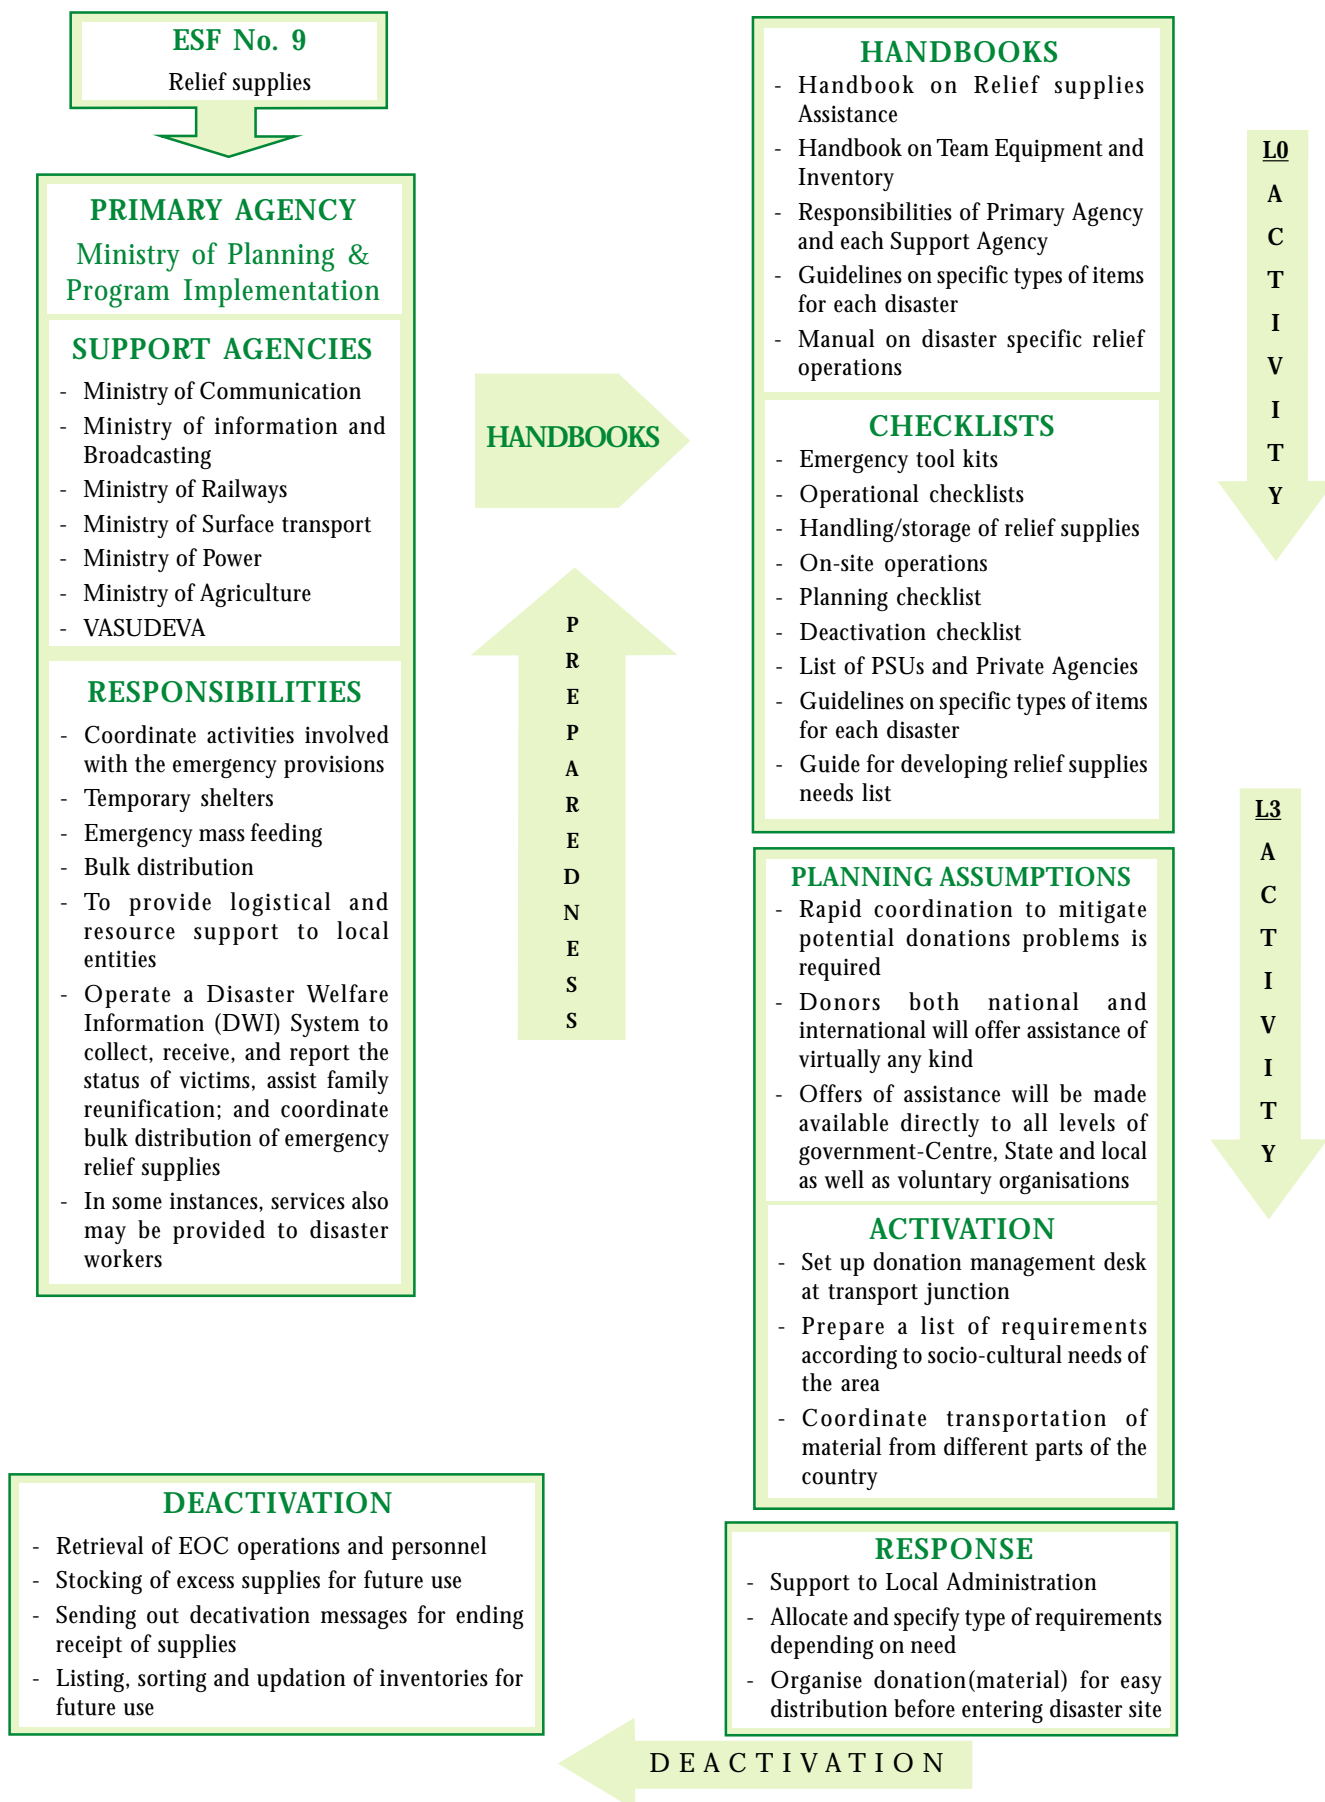 ESF No. 9
Relief supplies
PRIMARY AGENCY
Ministry of Planning &
Program Implementation
SUPPORT AGENCIES
- Ministry of Communication
- Ministry of information and
Broadcasting
- Ministry of Railways
- Ministry of Surface transport
- Ministry of Power
- Ministry of Agriculture
- VASUDEVA
RESPONSIBILITIES
- Coordinate activities involved
with the emergency provisions
- Temporary shelters
- Emergency mass feeding
- Bulk distribution
- To provide logistical and
resource support to local
entities
- Operate a Disaster Welfare
Information (DWI) System to
collect, receive, and report the
status of victims, assist family
reunification; and coordinate
bulk distribution of emergency
relief supplies
- In some instances, services also
may be provided to disaster
workers
HANDBOOKS
P
R
E
P
A
R
E
D
N
E
S
S
HANDBOOKS
- Handbook on Relief supplies
Assistance
- Handbook on Team Equipment and
Inventory
- Responsibilities of Primary Agency
and each Support Agency
- Guidelines on specific types of items
for each disaster
- Manual on disaster specific relief
operations
CHECKLISTS
- Emergency tool kits
- Operational checklists
- Handling/storage of relief supplies
- On-site operations
- Planning checklist
- Deactivation checklist
- List of PSUs and Private Agencies
- Guidelines on specific types of items
for each disaster
- Guide for developing relief supplies
needs list
L0
A
C
T
I
V
I
T
Y
PLANNING ASSUMPTIONS
- Rapid coordination to mitigate
potential donations problems is
required
- Donors both national and
international will offer assistance of
virtually any kind
- Offers of assistance will be made
available directly to all levels of
government-Centre, State and local
as well as voluntary organisations
ACTIVATION
- Set up donation management desk
at transport junction
- Prepare a list of requirements
according to socio-cultural needs of
the area
- Coordinate transportation of
material from different parts of the
country
L3
A
C
T
I
V
I
T
Y
RESPONSE
- Support to Local Administration
- Allocate and specify type of requirements
depending on need
- Organise donation(material) for easy
distribution before entering disaster site
DEACTIVATION
DEACTIVATION
- Retrieval of EOC operations and personnel
- Stocking of excess supplies for future use
- Sending out decativation messages for ending
receipt of supplies
- Listing, sorting and updation of inventories for
future use